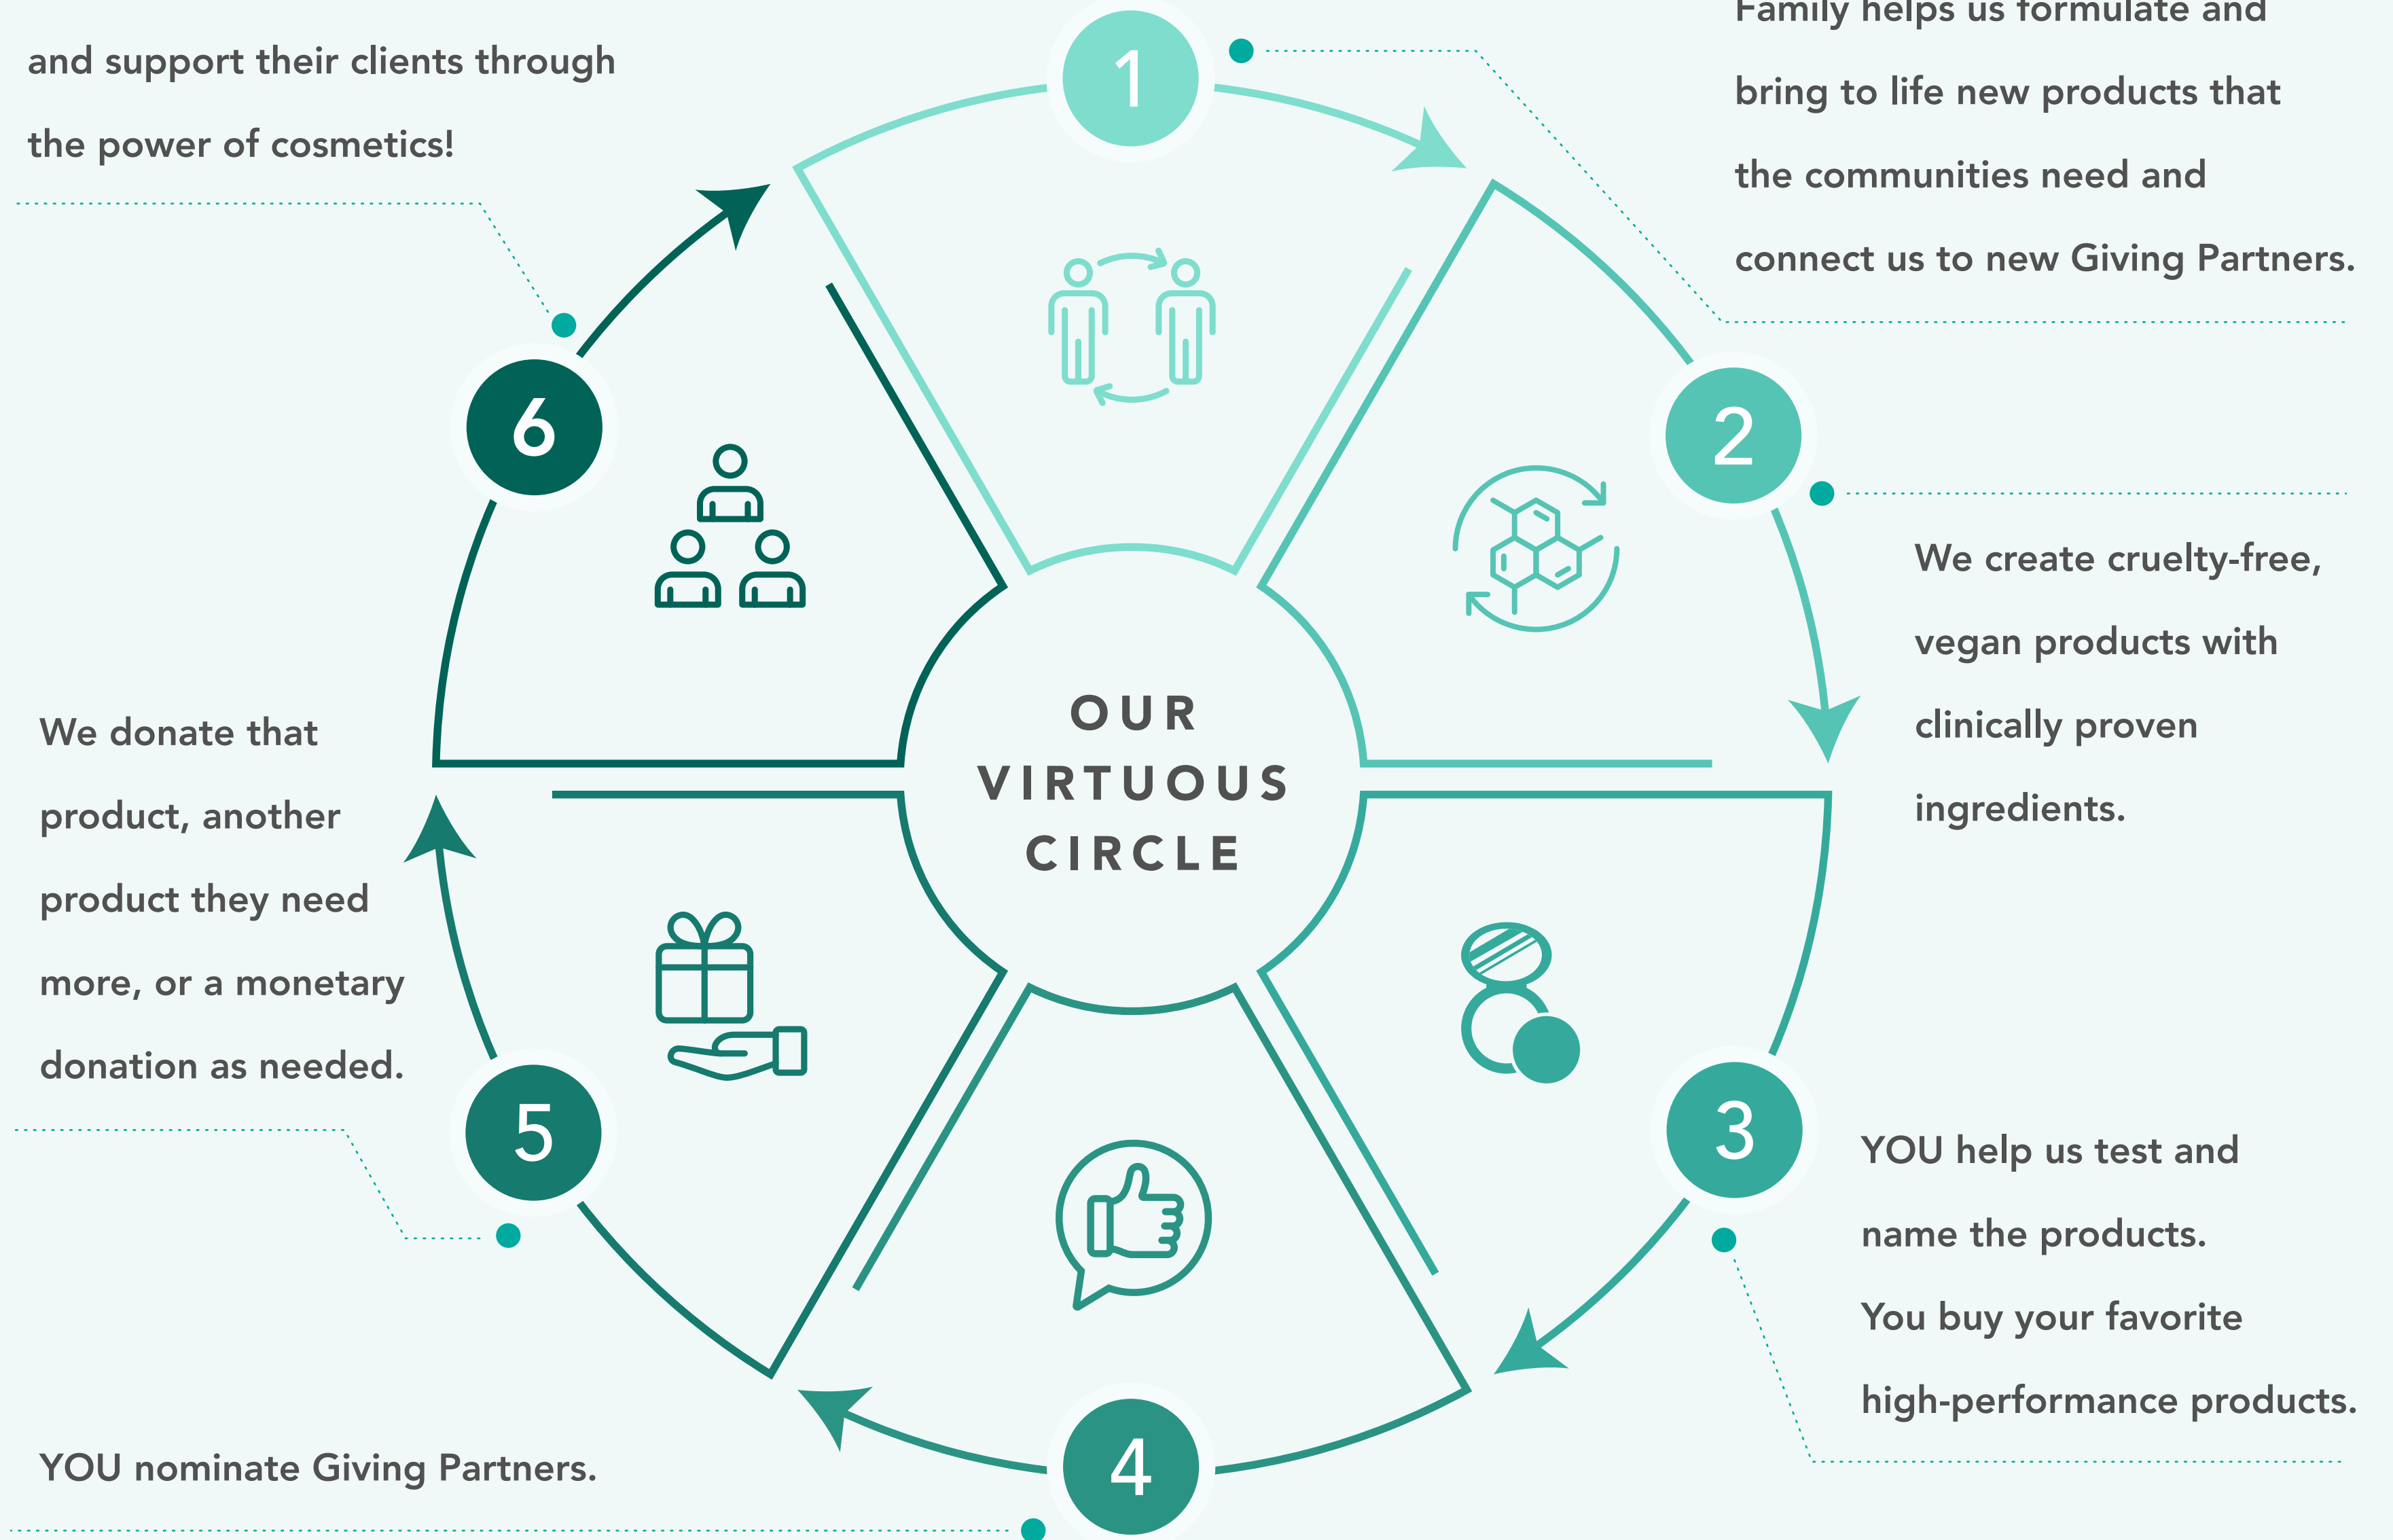 1
Family helps us formulate and
bring to life new products that
the communities need and
connect us to new Giving Partners.
2
We create cruelty-free,
vegan products with
clinically proven
ingredients.
3
YOU help us test and
name the products.
You buy your favorite
high-performance products.
4
YOU nominate Giving Partners.
5
We donate that
product, another
product they need
more, or a monetary
donation as needed.
6
and support their clients through
the power of cosmetics!
OUR
VIRTUOUS
CIRCLE